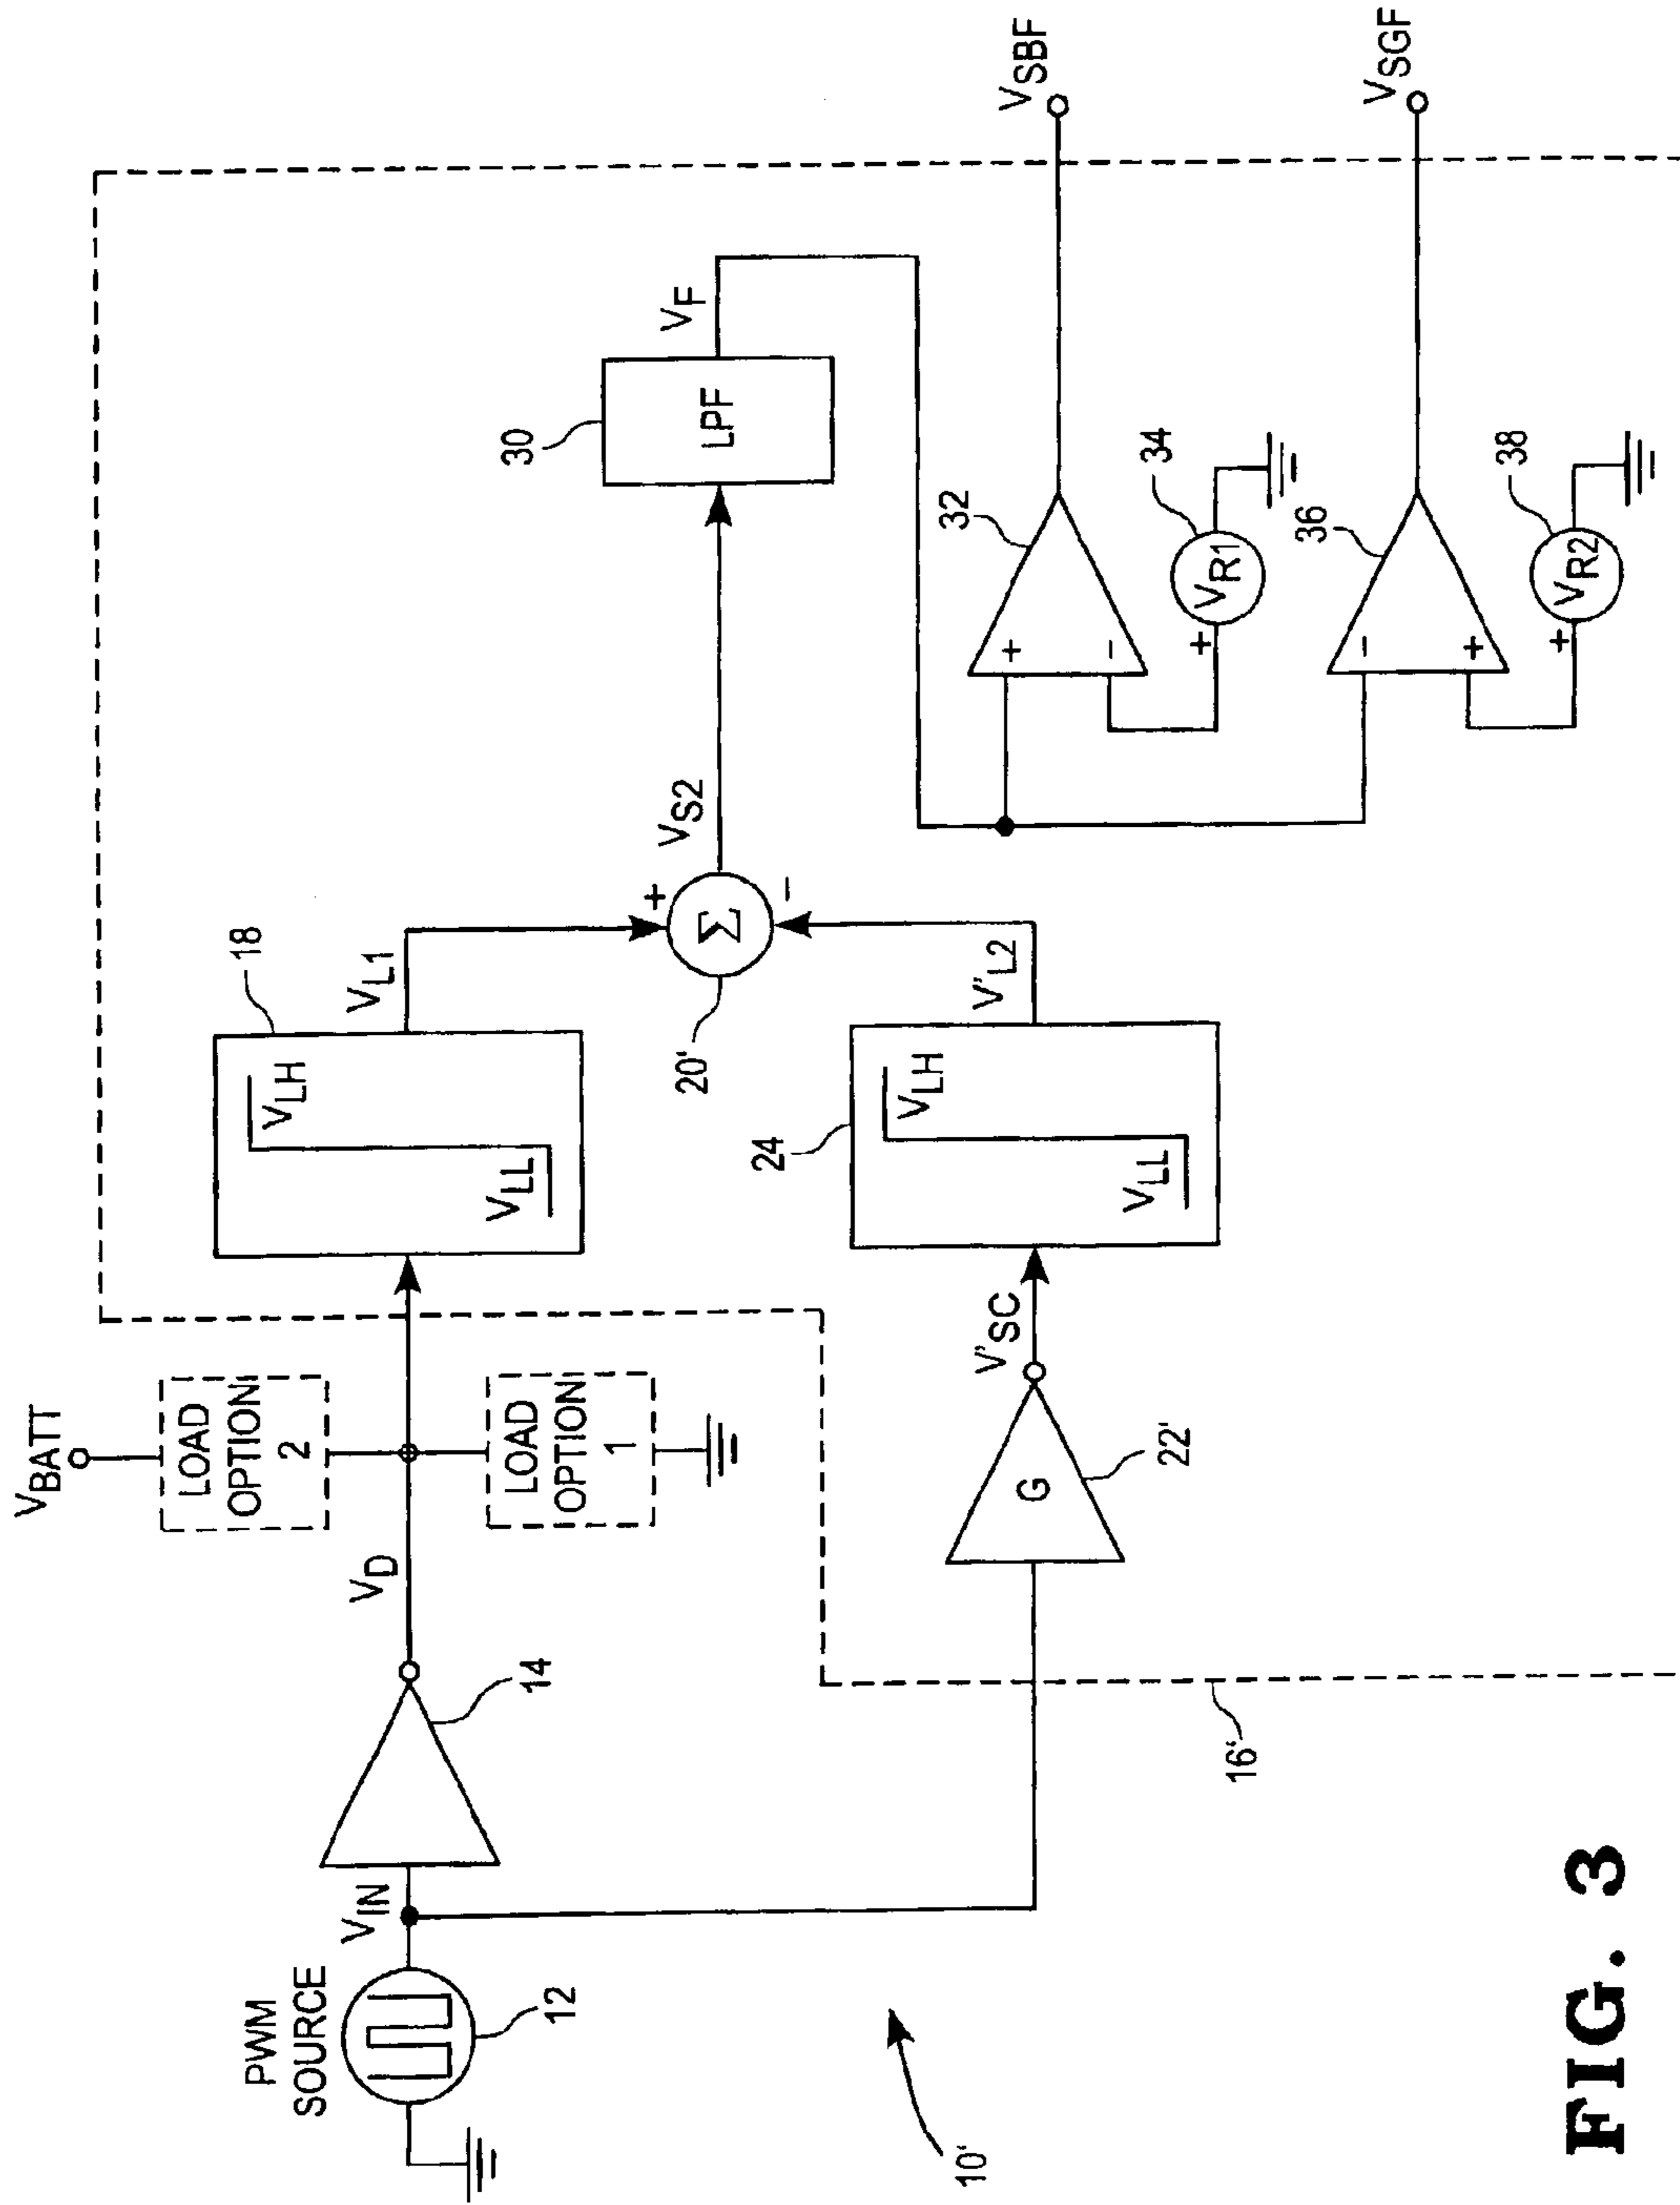 PWM
SOURCE
12
V_IN
14
V_D
V_BATT
LOAD
OPTION
2
LOAD
OPTION
1
18
V_LH
V_LL
V_L1
+
-
Σ
20'
V_S2
30
LPF
V_F
G
22'
V'_SC
24
V_LH
V_LL
V'_L2
32
+
-
+
V_R1
34
V_SBF
36
-
+
+
V_R2
38
V_SGF
16'
10'
FIG. 3